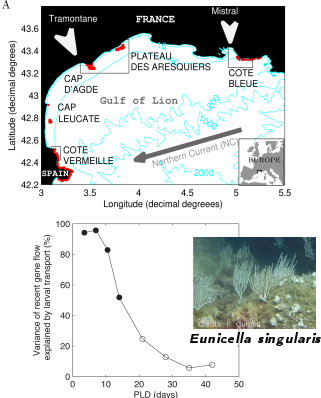 A
Tramontane
FRANCE
Mistral
43.6
43.4
43.2
43
42.8
42.6
42.4
42.2
Latitude (decimal degrees)
PLATEAU
DES ARESQUIERS
CAP
D'AGDE
COTE
BLEUE
Gulf of Lion
CAP
LEUCATE
200
1000
COTE
VERMEILLE
Northern Current (NC)
EUROPE
SPAIN
2000
3
3.5
4
4.5
5
5.5
Longitude (decimal degreees)
Variance of recent gene flow
explained by larval transport (%)
100
80
60
40
20
0
0
10
20
30
40
50
PLD (days)
Credits : K. Guizien
Eunicella singularis